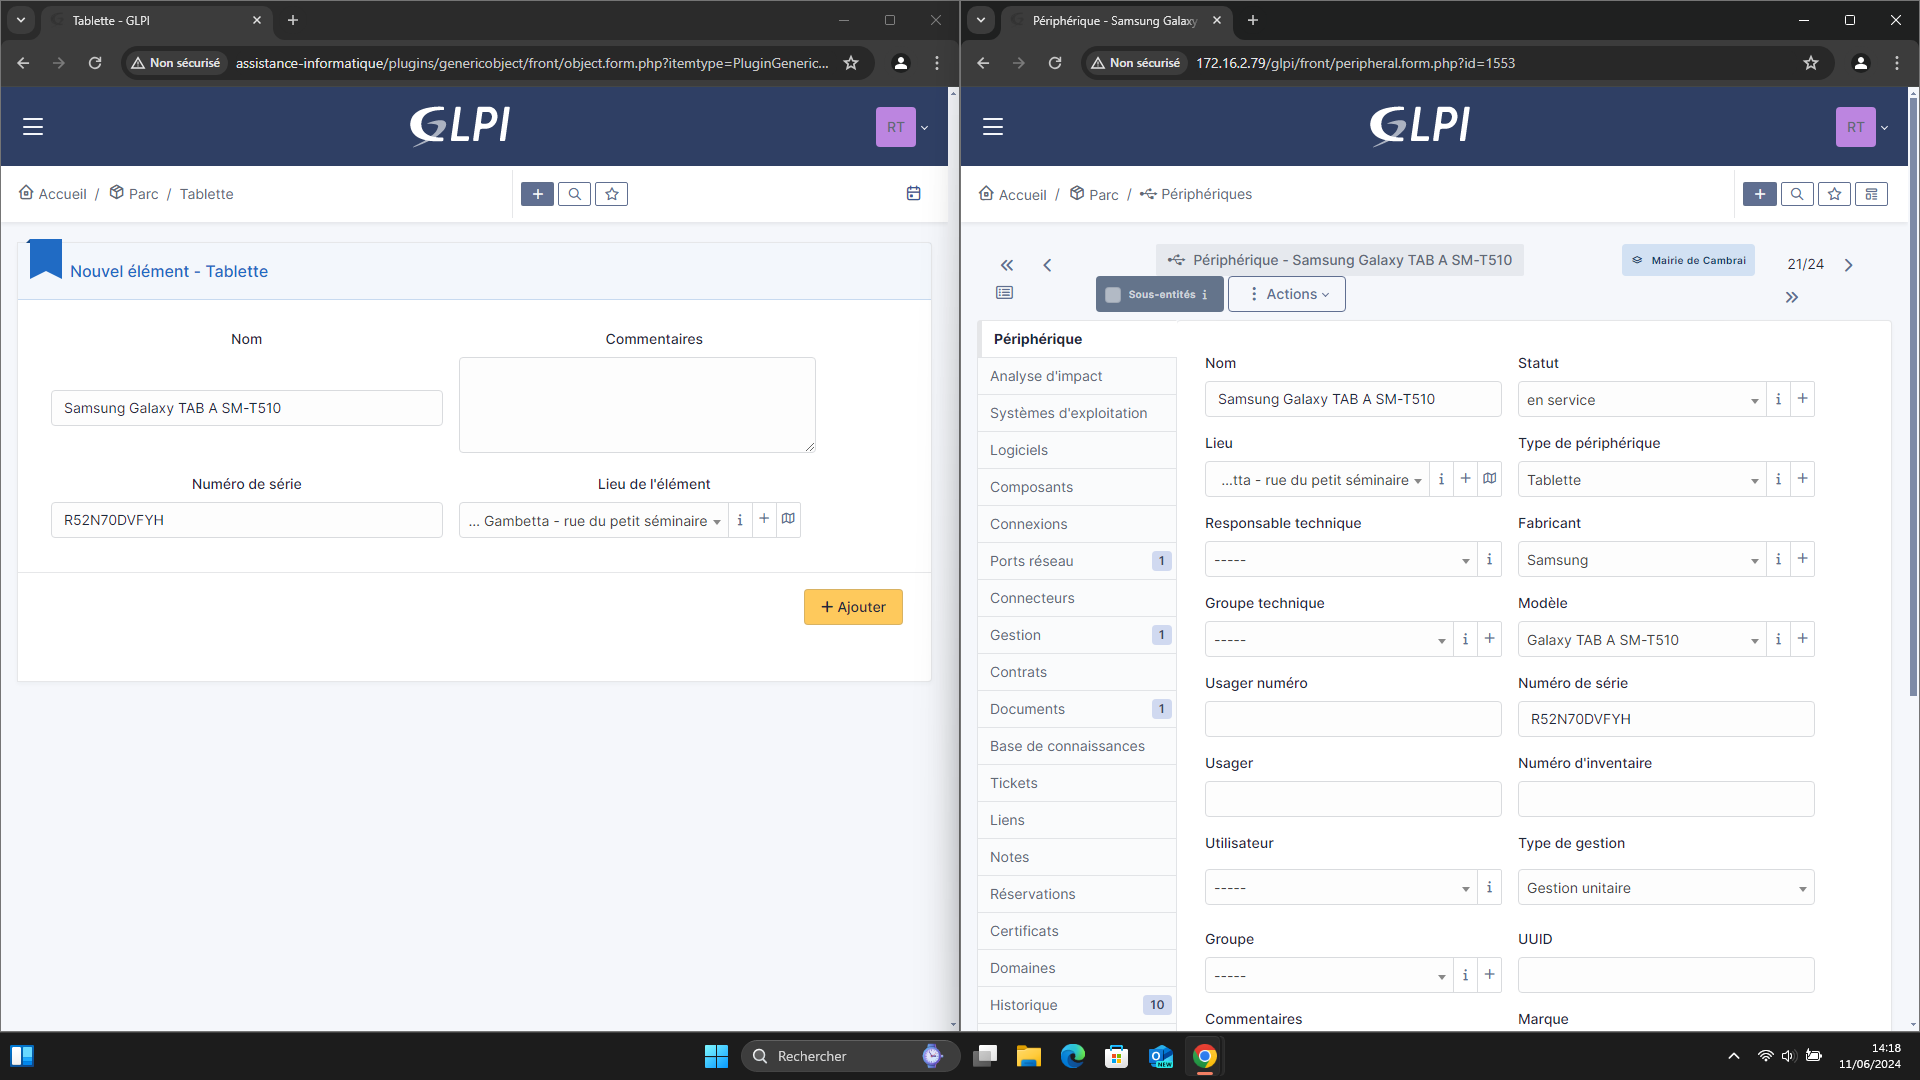 Tablette - GLPI
Non sécurisé
assistance-informatique/plugins/genericobject/front/object.form.php?itemtype=PluginGeneric...
GLPI
RT
Accueil / Parc / Tablette
Nouvel élément - Tablette
Nom
Commentaires
Samsung Galaxy TAB A SM-T510
Numéro de série
Lieu de l'élément
R52N70DVFYH
... Gambetta - rue du petit séminaire
+ Ajouter
Périphérique - Samsung Galaxy
Non sécurisé
172.16.2.79/glpi/front/peripheral.form.php?id=1553
GLPI
RT
Accueil / Parc / Périphériques
Périphérique - Samsung Galaxy TAB A SM-T510
Mairie de Cambrai
21/24
Sous-entités
Actions
Périphérique
Analyse d'impact
Systèmes d'exploitation
Logiciels
Composants
Connexions
Ports réseau 1
Connecteurs
Gestion 1
Contrats
Documents 1
Base de connaissances
Tickets
Liens
Notes
Réservations
Certificats
Domaines
Historique 10
Nom
Statut
Samsung Galaxy TAB A SM-T510
en service
Lieu
Type de périphérique
...tta - rue du petit séminaire
Tablette
Responsable technique
Fabricant
-----
Samsung
Groupe technique
Modèle
-----
Galaxy TAB A SM-T510
Usager numéro
Numéro de série
R52N70DVFYH
Usager
Numéro d'inventaire
Utilisateur
Type de gestion
-----
Gestion unitaire
Groupe
UUID
-----
Commentaires
Marque
Rechercher
14:18
11/06/2024